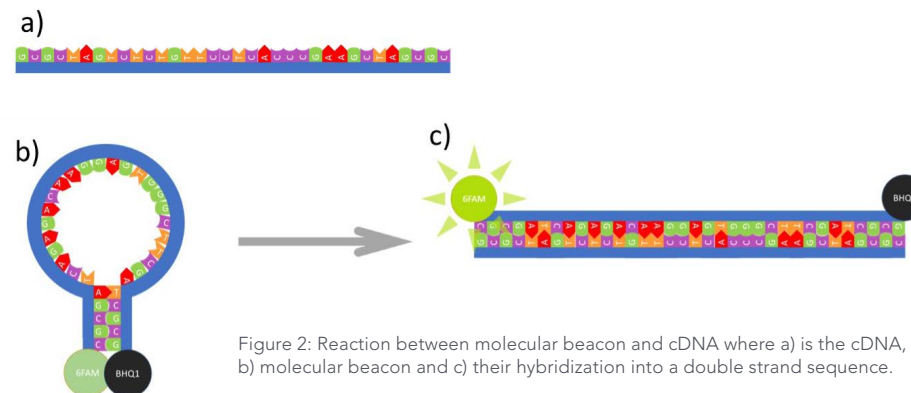 a)
G C G C T A G T C T C T G T T C C T C A C C C G A A G C T A G C G C
b)
A T
G C
C G
G C
C G
6FAM BHQ1
c)
6FAM
BHQ
Figure 2: Reaction between molecular beacon and cDNA where a) is the cDNA,
b) molecular beacon and c) their hybridization into a double strand sequence.